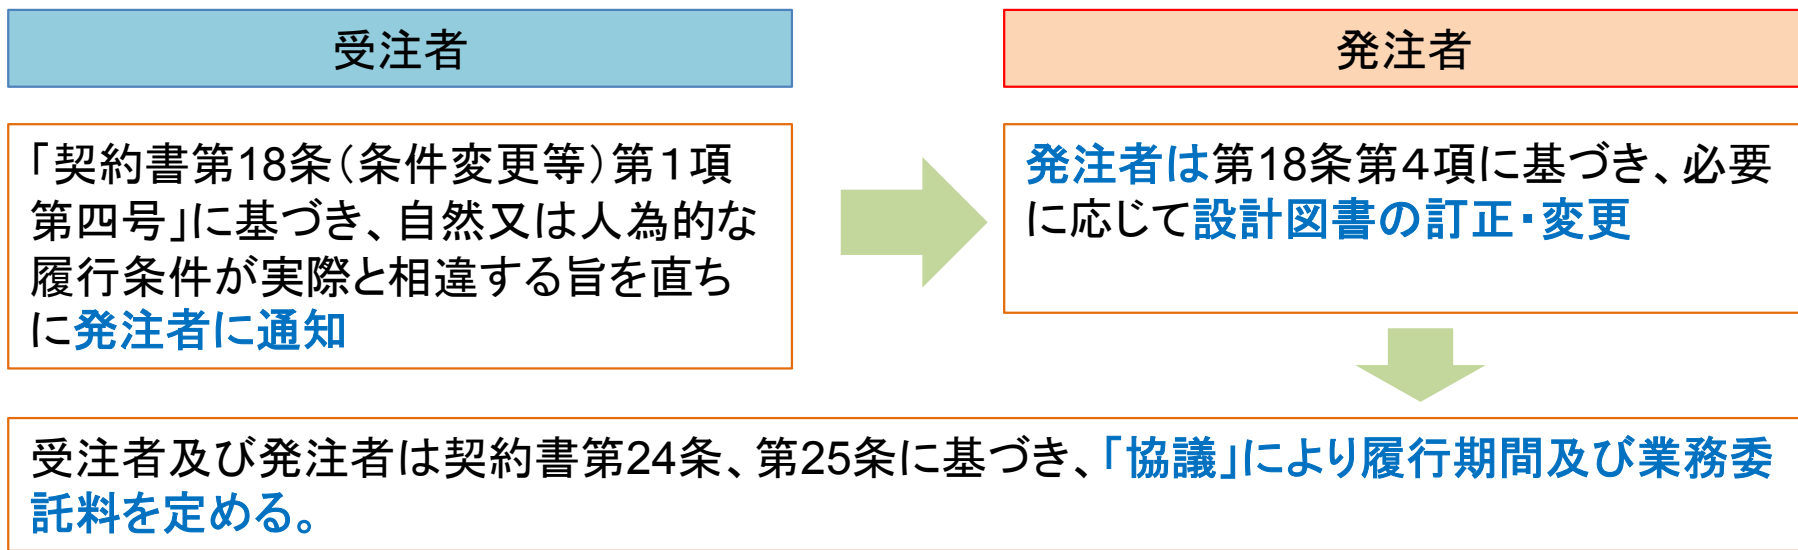 受注者
発注者
「契約書第18条(条件変更等)第1項
第四号」に基づき、自然又は人為的な
履行条件が実際と相違する旨を直ち
に発注者に通知
発注者は第18条第4項に基づき、必要
に応じて設計図書の訂正・変更
受注者及び発注者は契約書第24条、第25条に基づき、「協議」により履行期間及び業務委
託料を定める。